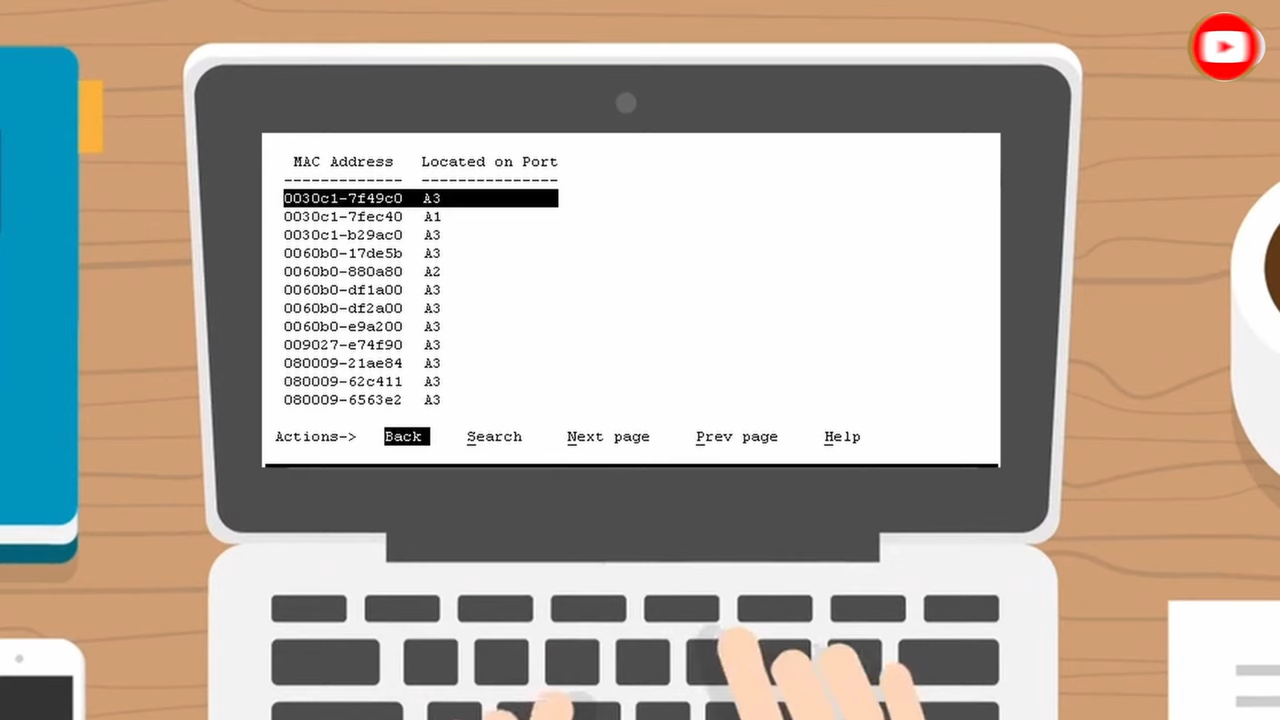 MAC Address Located on Port
------------- ---------------
0030c1-7f49c0 A3
0030c1-7fec40 A1
0030c1-b29ac0 A3
0060b0-17de5b A3
0060b0-880a80 A2
0060b0-df1a00 A3
0060b0-df2a00 A3
0060b0-e9a200 A3
009027-e74f90 A3
080009-21ae84 A3
080009-62c411 A3
080009-6563e2 A3
Actions-> Back Search Next page Prev page Help